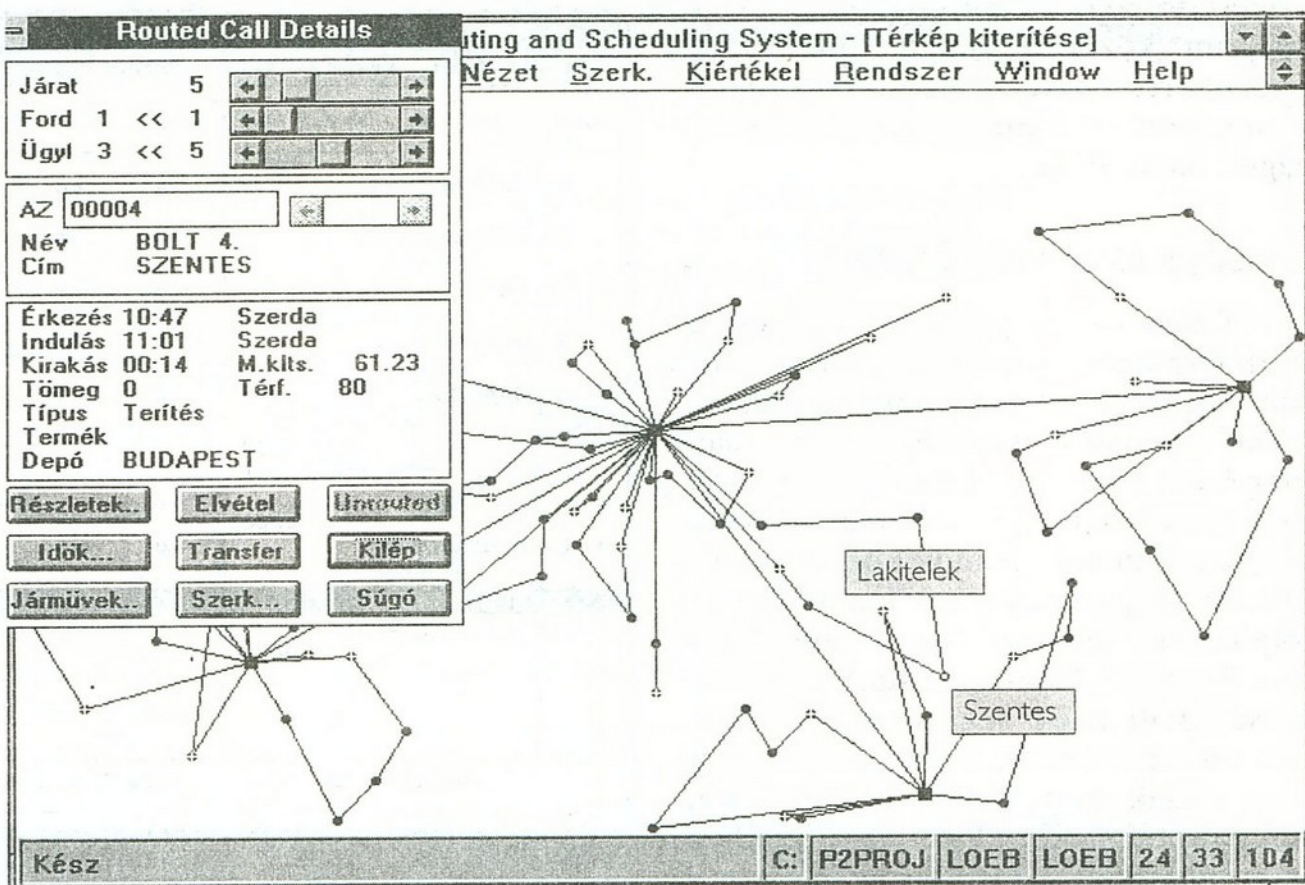 Routed Call Details
Járat 5
Ford 1 << 1
Ügyl 3 << 5
AZ 00004
Név BOLT 4.
Cím SZENTES
Érkezés 10:47 Szerda
Indulás 11:01 Szerda
Kirakás 00:14 M.klts. 61.23
Tömeg 0 Térf. 80
Típus Terítés
Termék
Depó BUDAPEST
Részletek.. Elvétel Unrouted
Idök... Transfer Kilép
Jármüvek.. Szerk... Súgó
uting and Scheduling System - [Térkép kiterítése]
Nézet Szerk. Kiértékel Rendszer Window Help
Lakitelek
Szentes
Kész C: P2PROJ LOEB LOEB 24 33 104